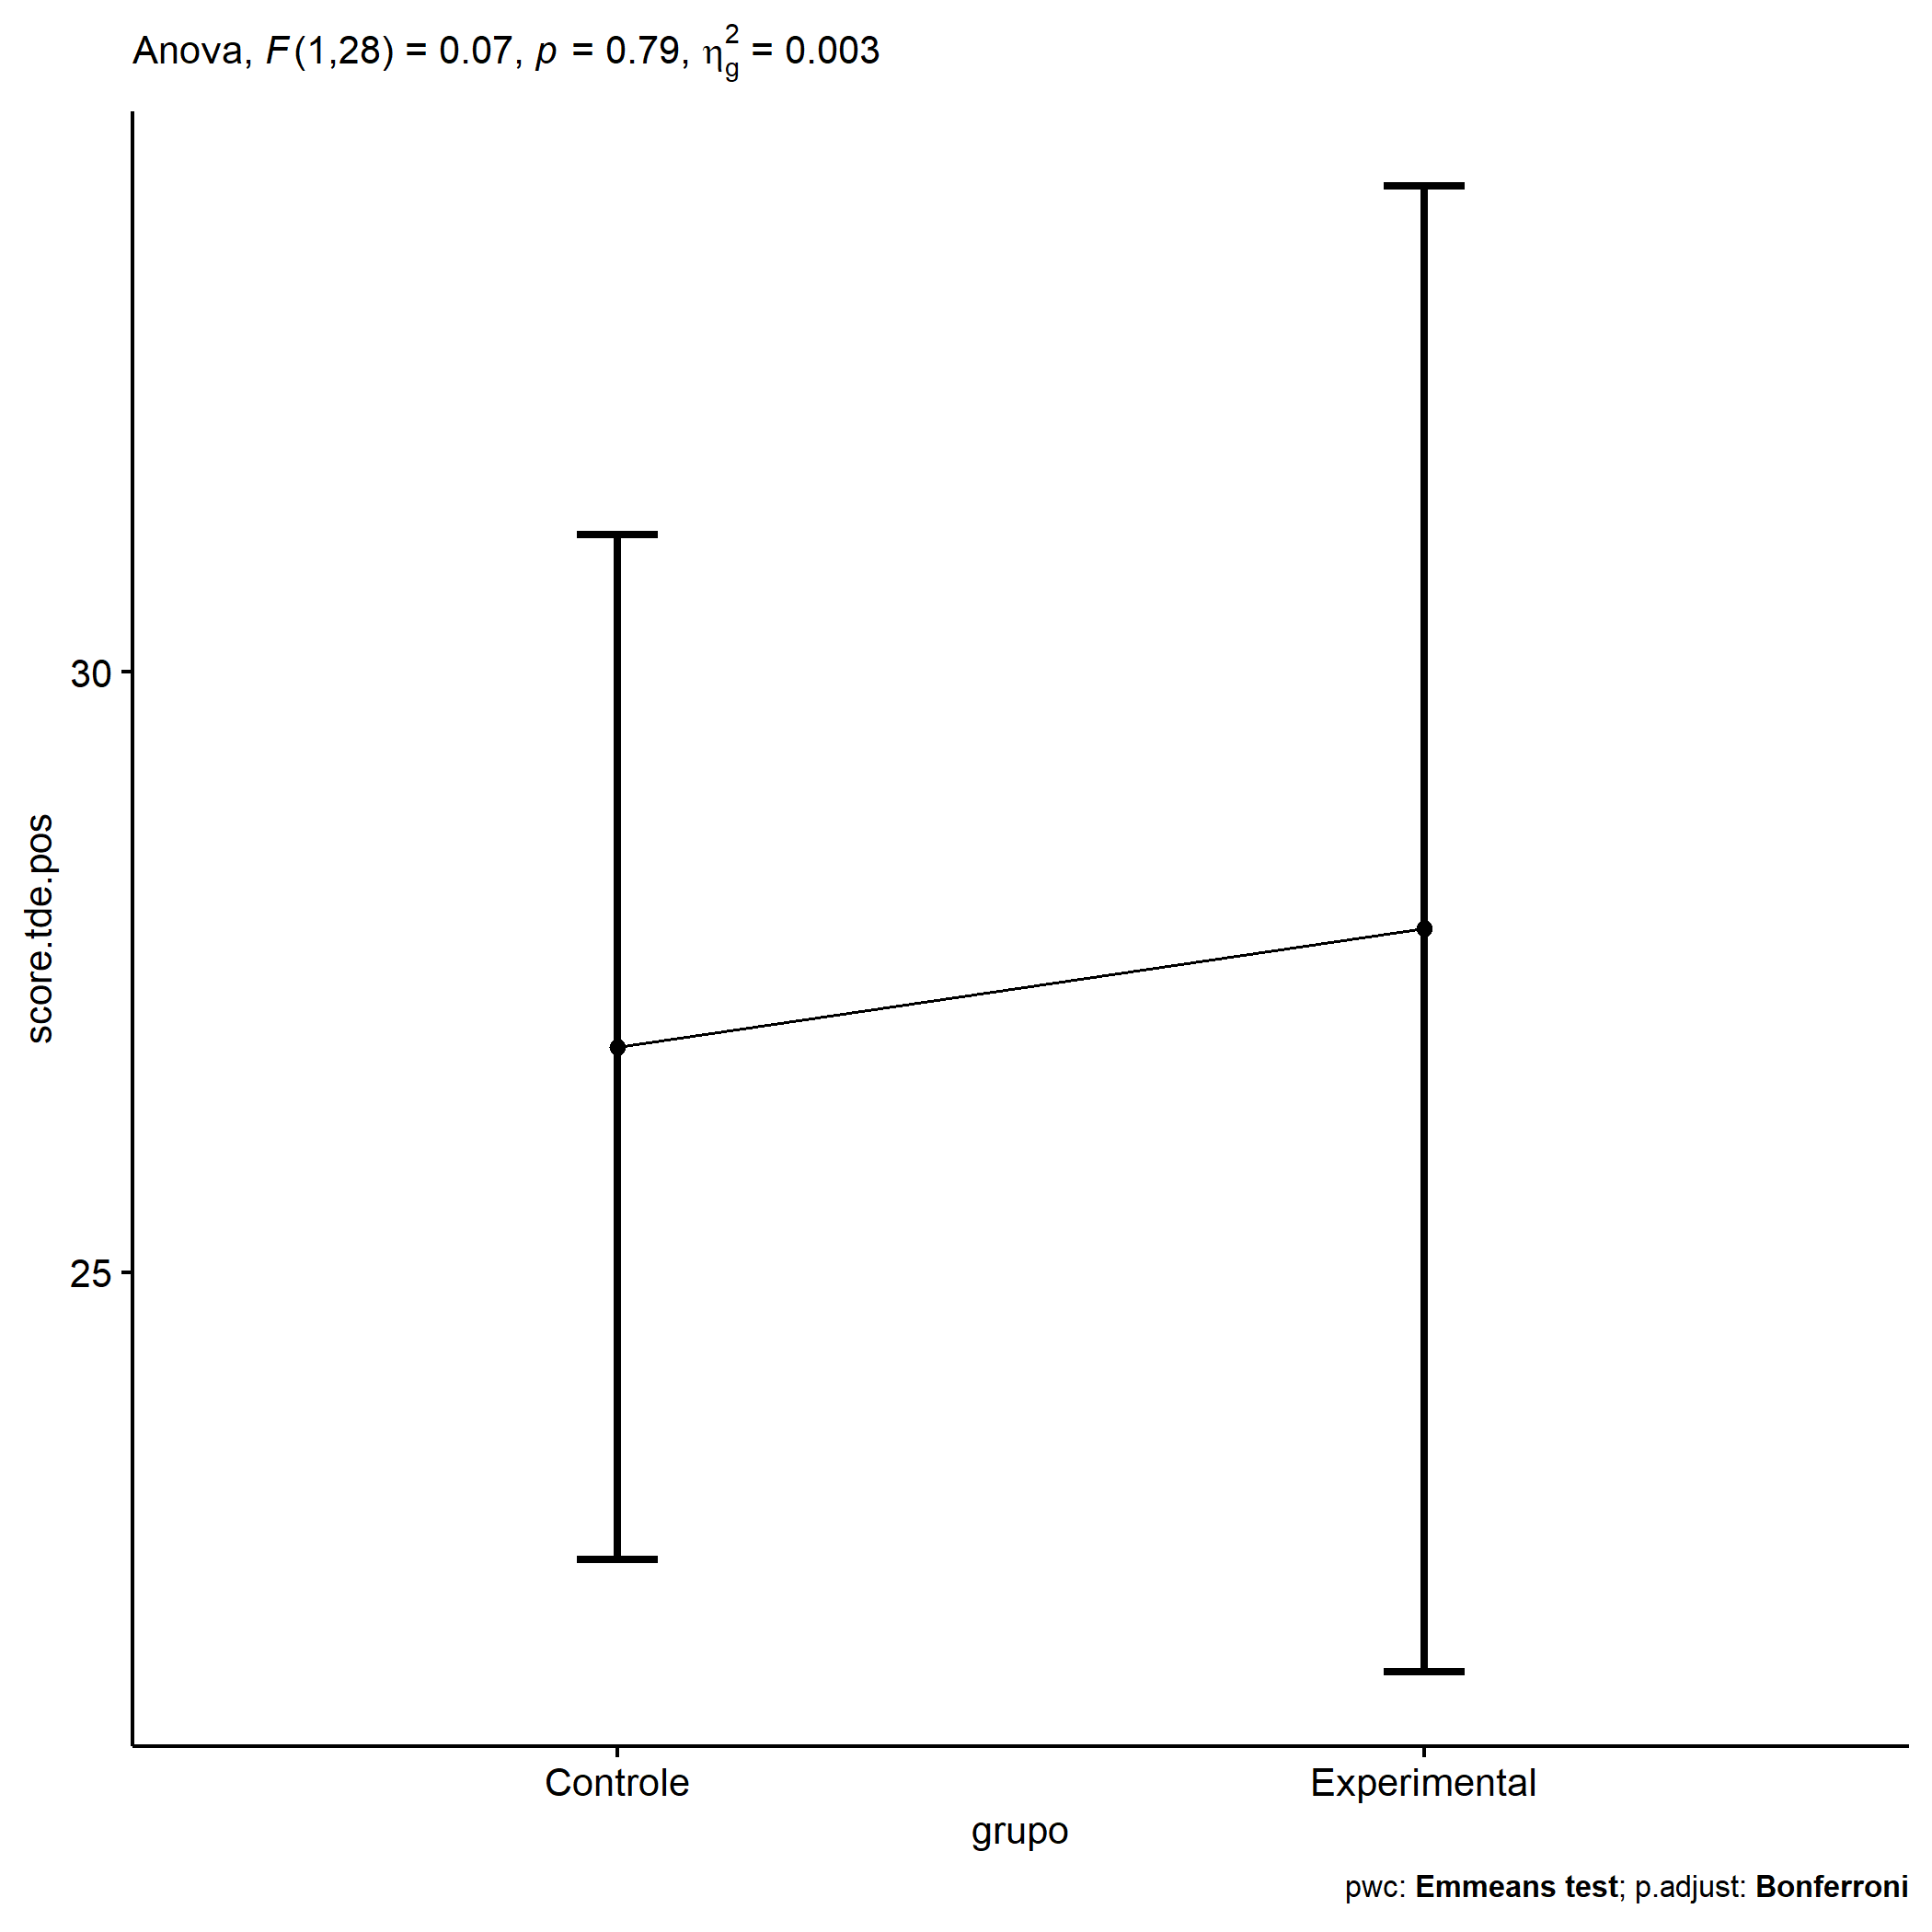 Anova, F(1,28) = 0.07, p = 0.79, η²g = 0.003
score.tde.pos
30
25
Controle
Experimental
grupo
pwc: Emmeans test; p.adjust: Bonferroni